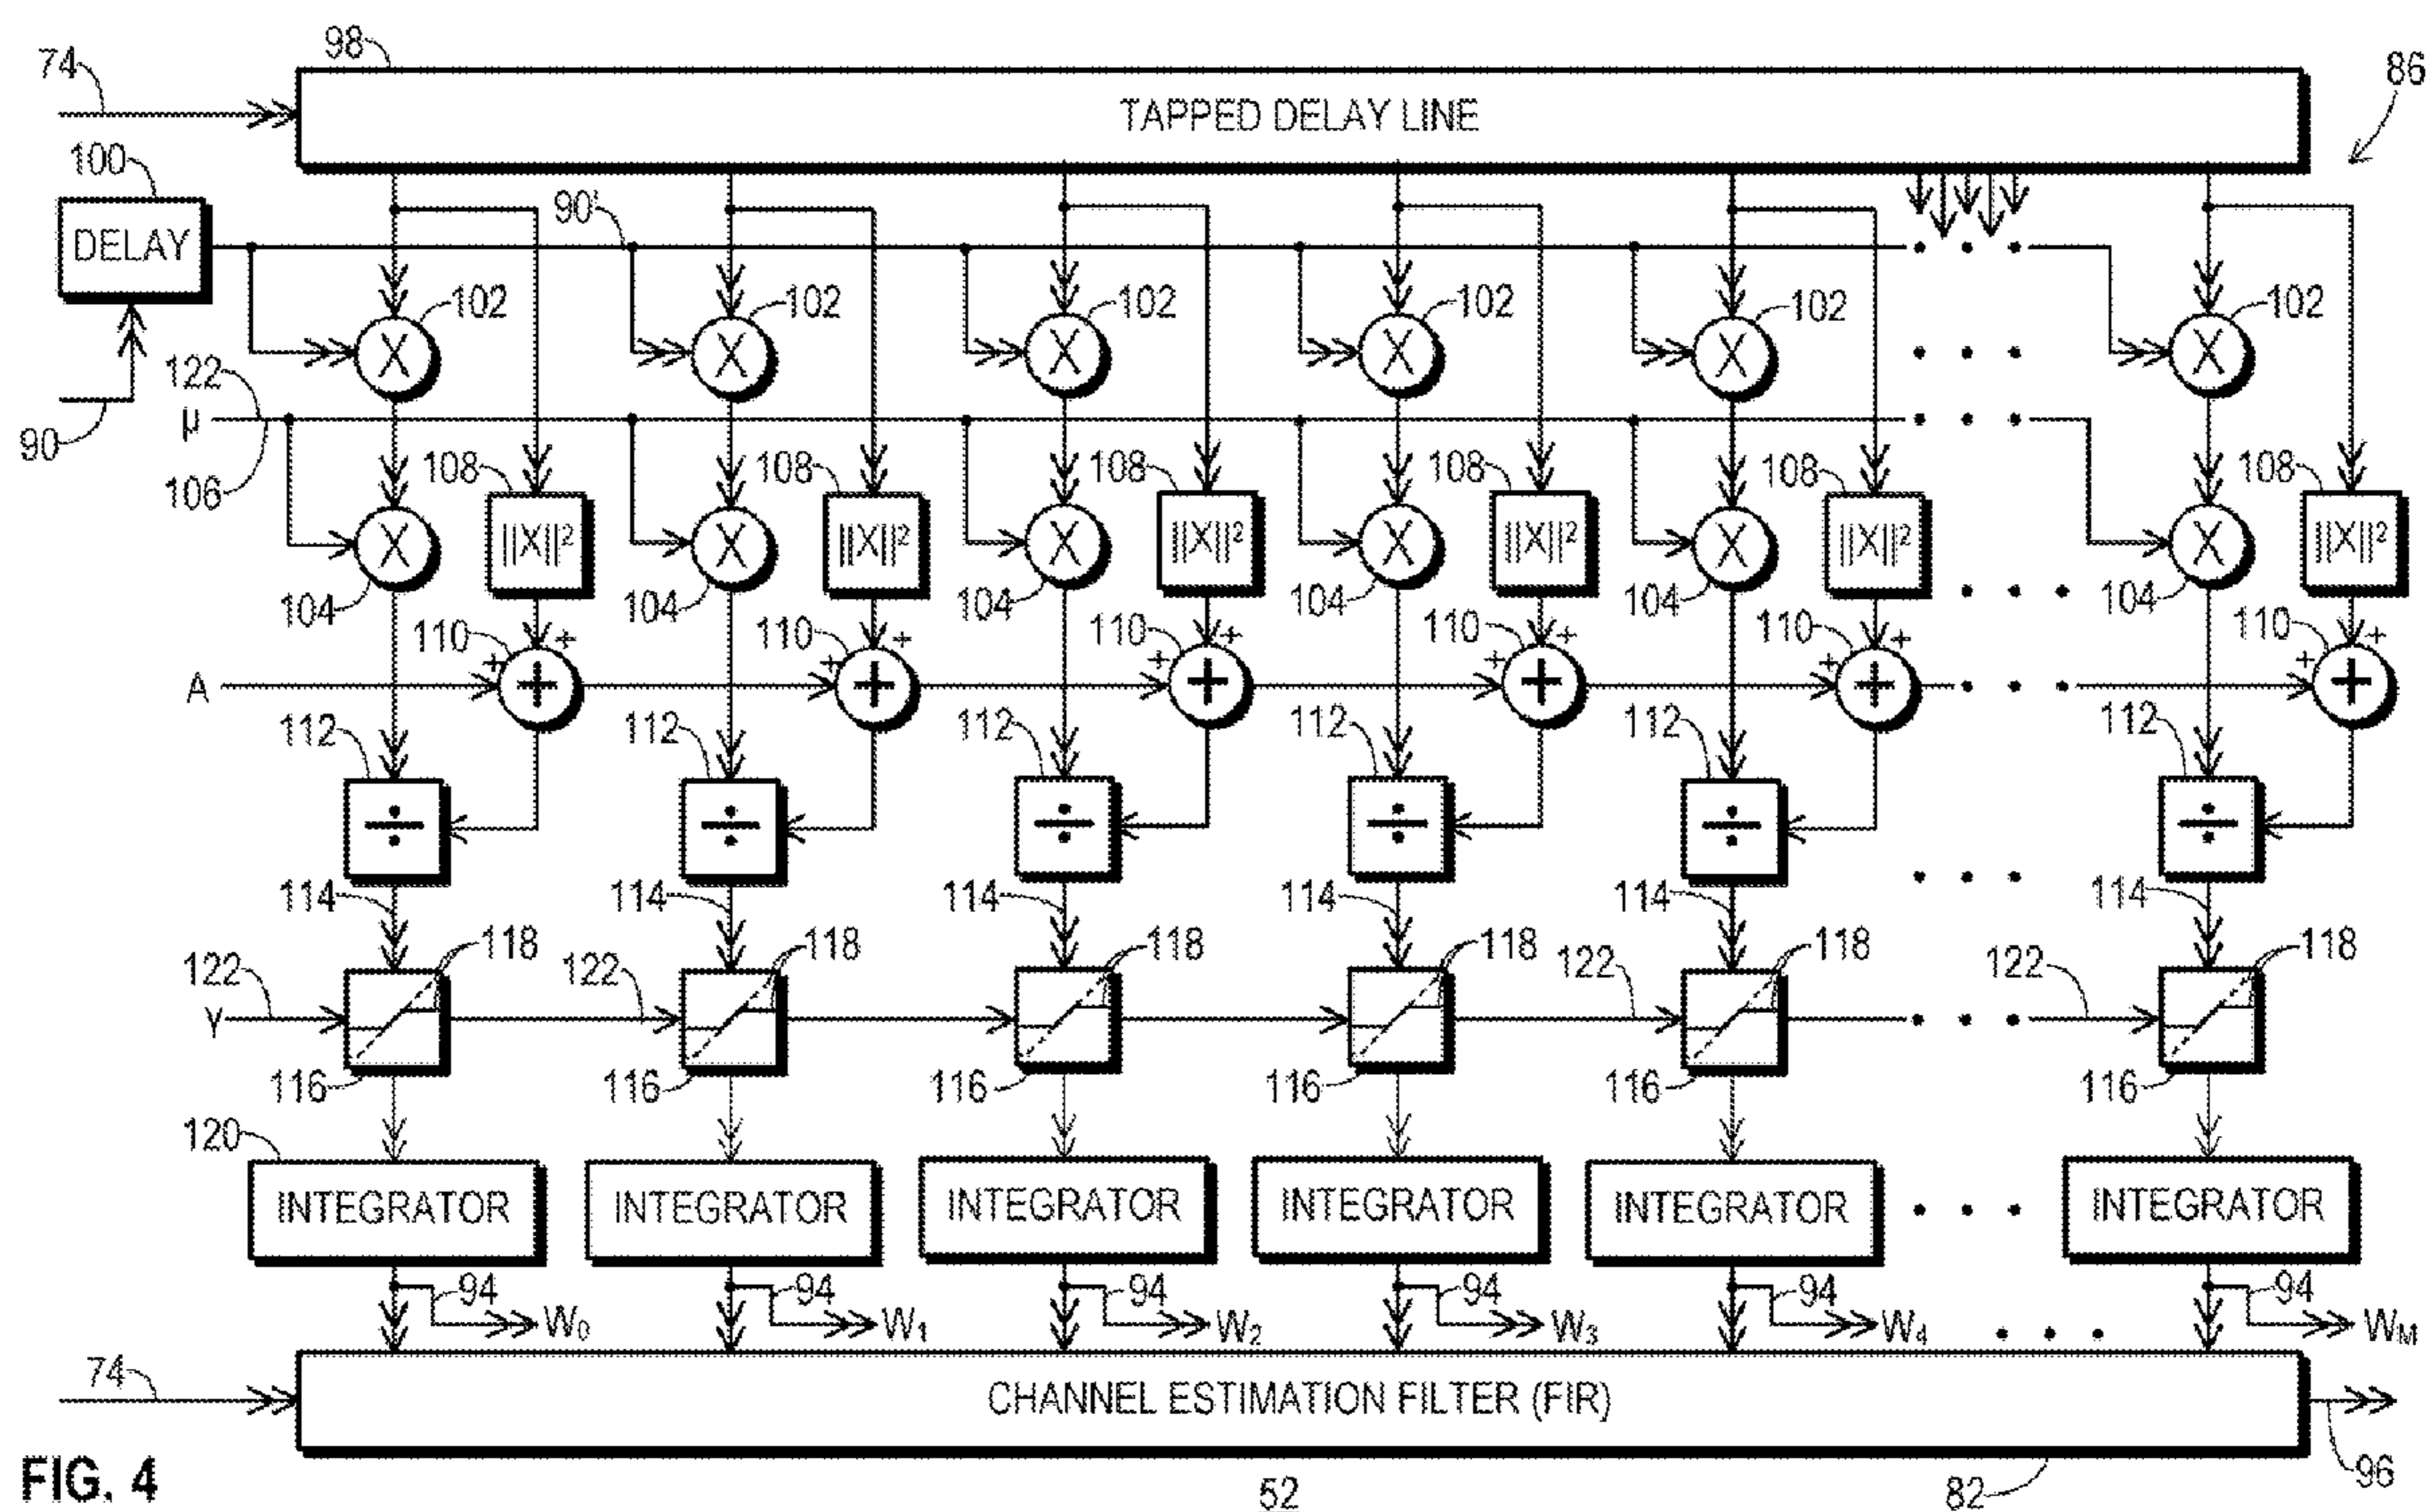 98
74
86
TAPPED DELAY LINE
100
90'
DELAY
102 102 102 102 102 102
X X X X X X
122
μ
90
106
108 108 108 108 108 108
X X X X X X
||X||² ||X||² ||X||² ||X||² ||X||² ||X||²
104 104 104 104 104 104
110 110 110 110 110 110
+ + + + + +
+ + + + + +
A + + + + + +
112 112 112 112 112 112
÷ ÷ ÷ ÷ ÷ ÷
114 114 114 114 114 114
118 118 118 118 118 118
122 122 122 122
γ
116 116 116 116 116 116
120
INTEGRATOR INTEGRATOR INTEGRATOR INTEGRATOR INTEGRATOR INTEGRATOR
94 94 94 94 94 94
W₀ W₁ W₂ W₃ W₄ W_M
74
CHANNEL ESTIMATION FILTER (FIR)
96
FIG. 4
52
82